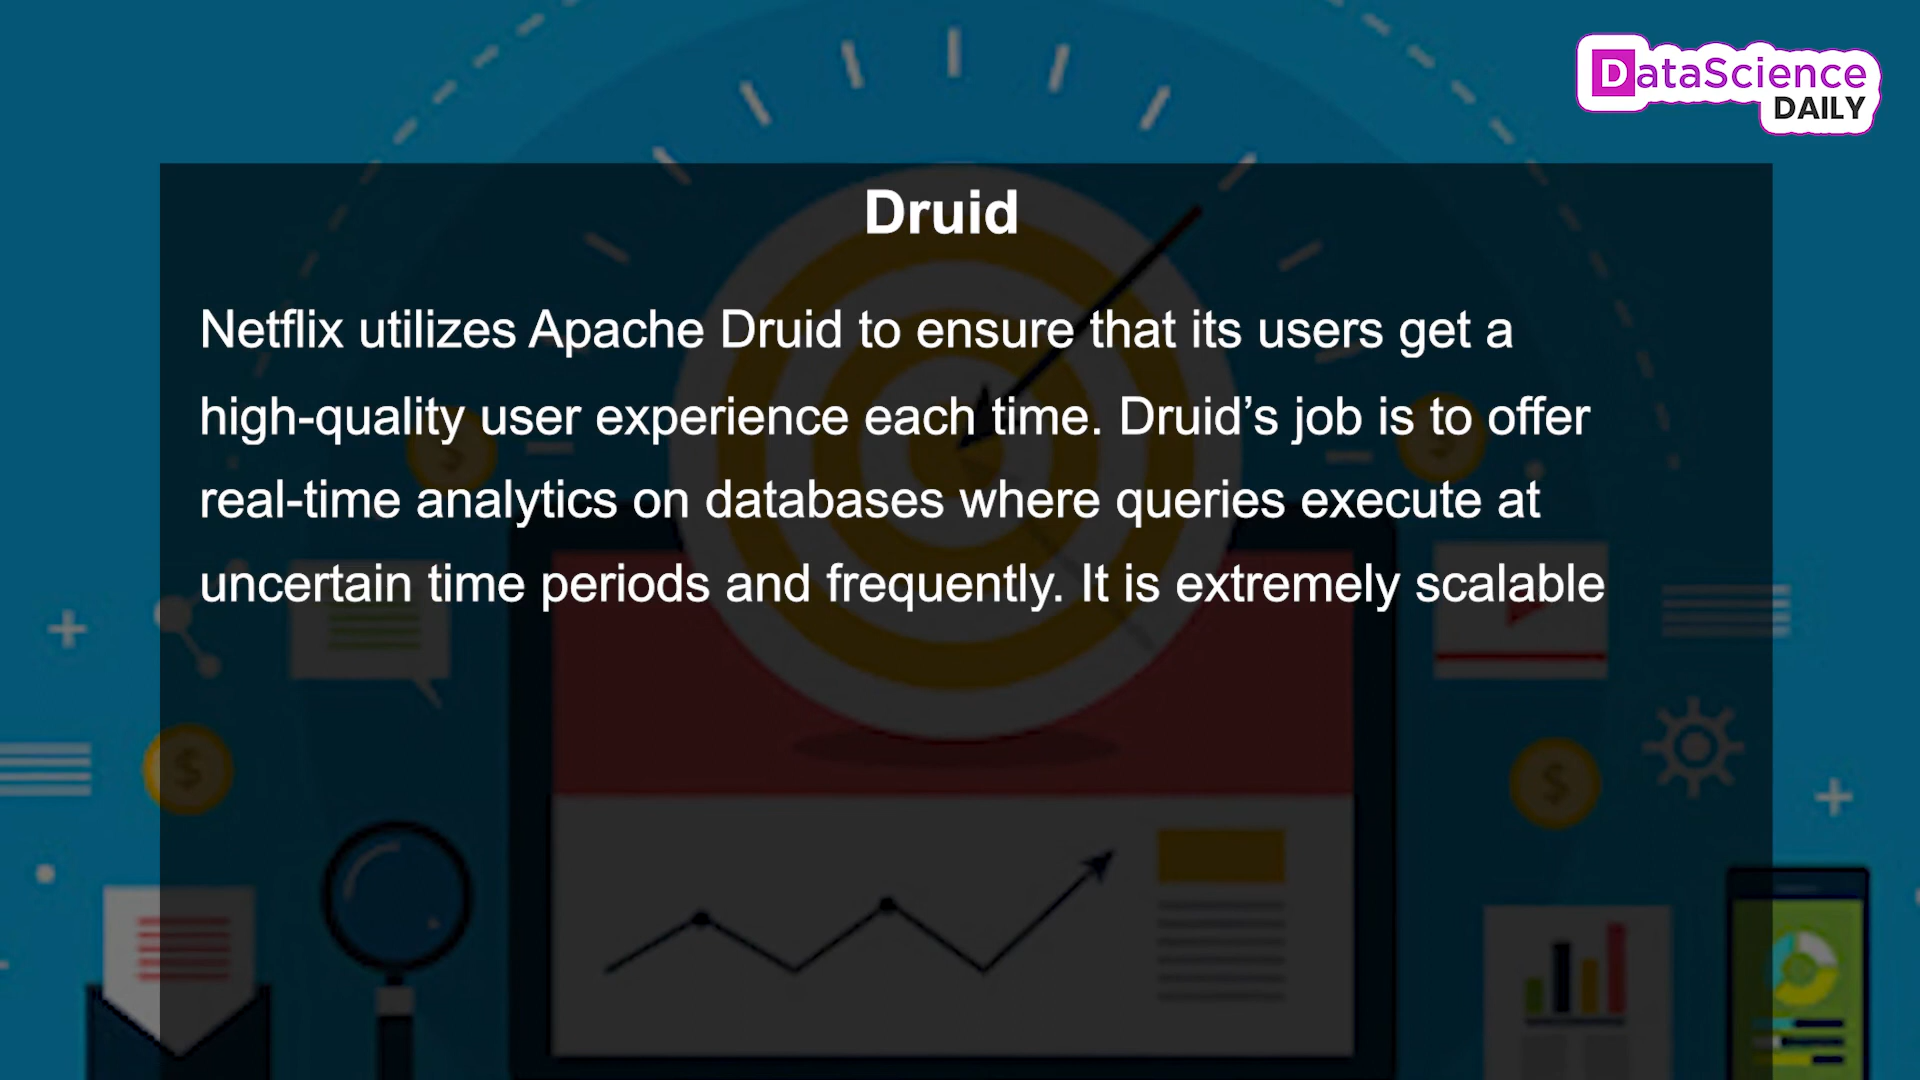 DataScience
DAILY
Druid
Netflix utilizes Apache Druid to ensure that its users get a
high-quality user experience each time. Druid’s job is to offer
real-time analytics on databases where queries execute at
uncertain time periods and frequently. It is extremely scalable